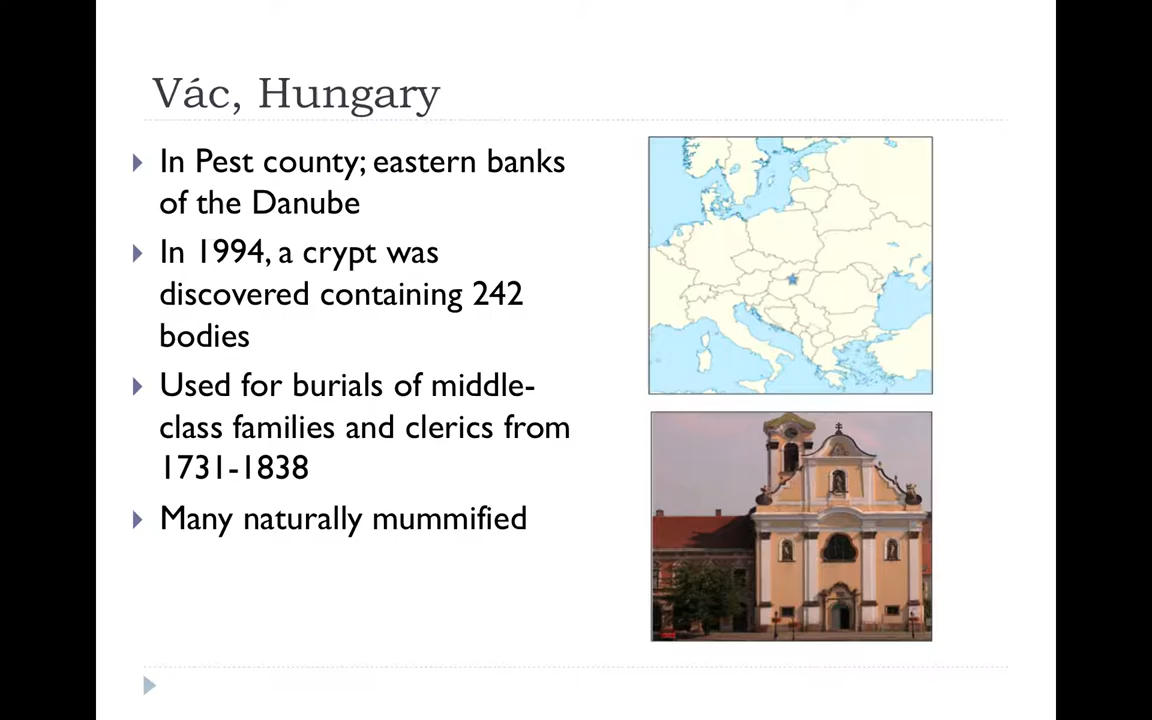 Vác, Hungary
In Pest county; eastern banks
of the Danube
In 1994, a crypt was
discovered containing 242
bodies
Used for burials of middle-
class families and clerics from
1731-1838
Many naturally mummified